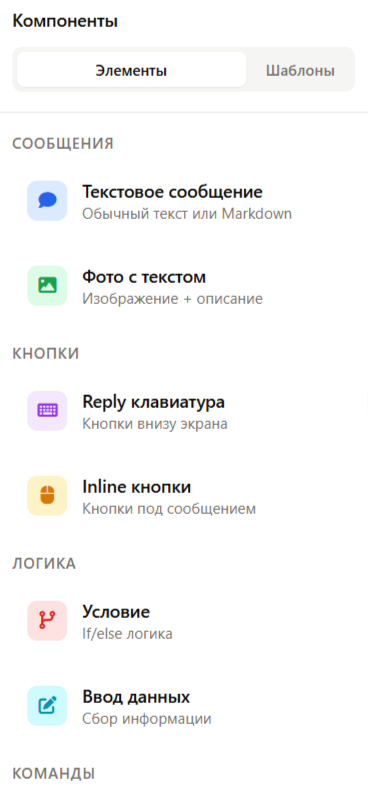 Компоненты
Элементы
Шаблоны
СООБЩЕНИЯ
Текстовое сообщение
Обычный текст или Markdown
Фото с текстом
Изображение + описание
КНОПКИ
Reply клавиатура
Кнопки внизу экрана
Inline кнопки
Кнопки под сообщением
ЛОГИКА
Условие
If/else логика
Ввод данных
Сбор информации
КОМАНДЫ